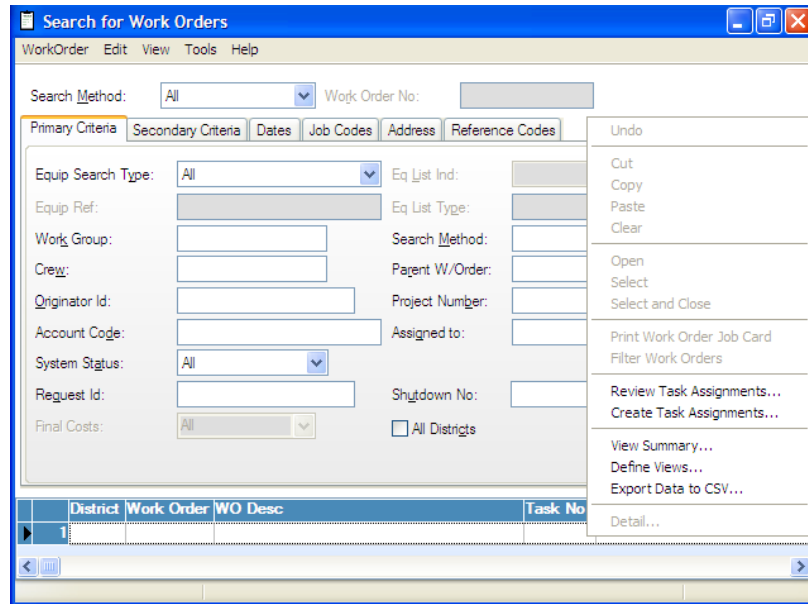 Search for Work Orders
WorkOrder Edit View Tools Help
Search Method: All Work Order No:
Primary Criteria Secondary Criteria Dates Job Codes Address Reference Codes
Equip Search Type: All Eq List Ind:
Equip Ref: Eq List Type:
Work Group: Search Method:
Crew: Parent W/Order:
Originator Id: Project Number:
Account Code: Assigned to:
System Status: All
Request Id: Shutdown No:
Final Costs: All All Districts
Undo
Cut
Copy
Paste
Clear
Open
Select
Select and Close
Print Work Order Job Card
Filter Work Orders
Review Task Assignments...
Create Task Assignments...
View Summary...
Define Views...
Export Data to CSV...
Detail...
District Work Order WO Desc Task No
1